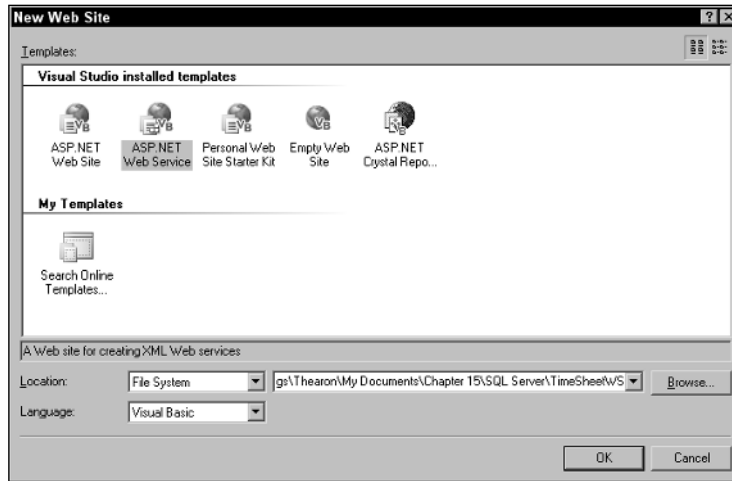 New Web Site
Templates:
Visual Studio installed templates
ASP.NET Web Site
ASP.NET Web Service
Personal Web Site Starter Kit
Empty Web Site
ASP.NET Crystal Repo...
My Templates
Search Online Templates...
A Web site for creating XML Web services
Location:
File System
gs\Thearon\My Documents\Chapter 15\SQL Server\TimeSheetWS
Browse...
Language:
Visual Basic
OK
Cancel